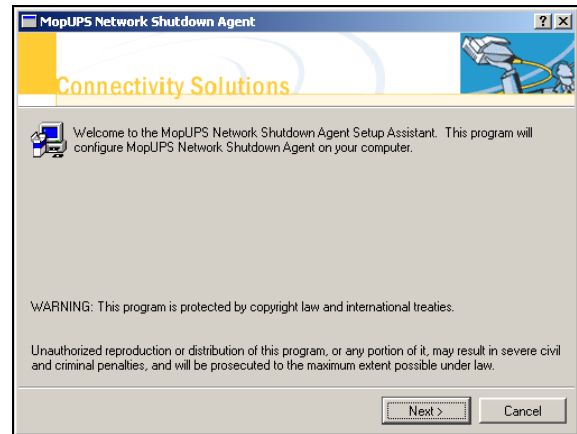 MopUPS Network Shutdown Agent
Connectivity Solutions
Welcome to the MopUPS Network Shutdown Agent Setup Assistant. This program will
configure MopUPS Network Shutdown Agent on your computer.
WARNING: This program is protected by copyright law and international treaties.
Unauthorized reproduction or distribution of this program, or any portion of it, may result in severe civil
and criminal penalties, and will be prosecuted to the maximum extent possible under law.
Next >
Cancel